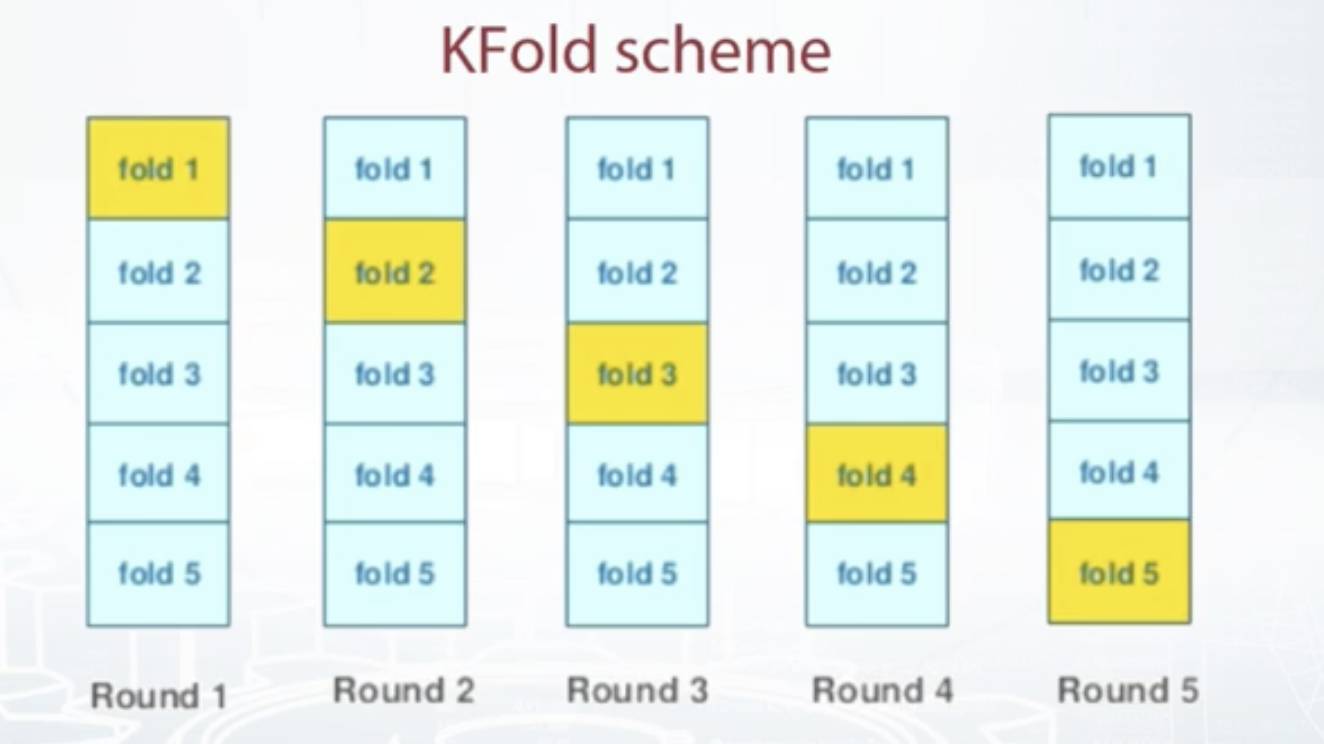 KFold scheme
fold 1 fold 1 fold 1 fold 1 fold 1
fold 2 fold 2 fold 2 fold 2 fold 2
fold 3 fold 3 fold 3 fold 3 fold 3
fold 4 fold 4 fold 4 fold 4 fold 4
fold 5 fold 5 fold 5 fold 5 fold 5
Round 1 Round 2 Round 3 Round 4 Round 5